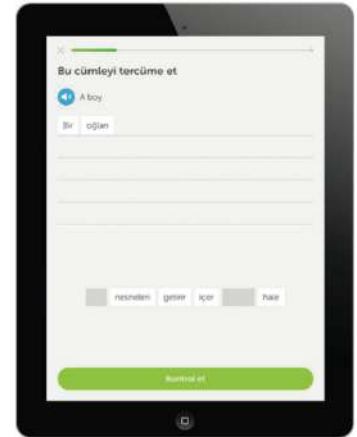 Bu cümleyi tercüme et
A boy
Bir oğlan
nesneleri getirir içer hale
Kontrol et